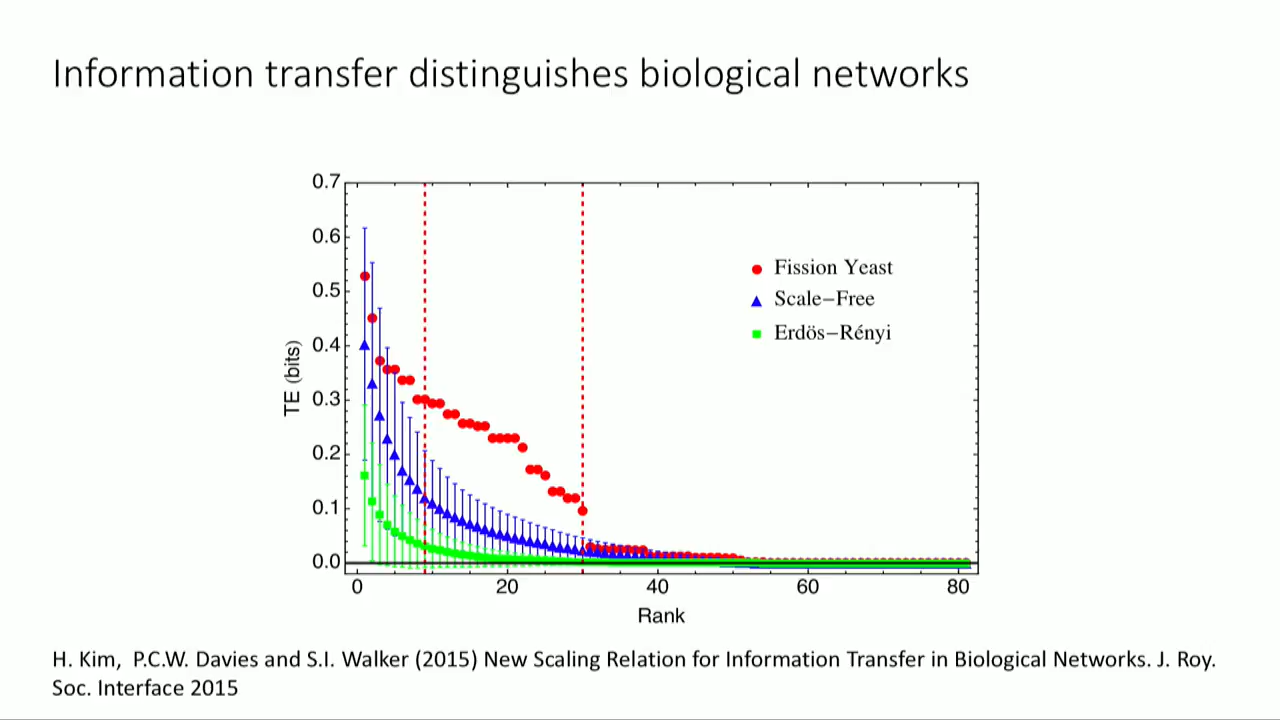 Information transfer distinguishes biological networks
0.7
0.6
0.5
0.4
0.3
0.2
0.1
0.0
TE (bits)
Fission Yeast
Scale−Free
Erdös−Rényi
0 20 40 60 80
Rank
H. Kim, P.C.W. Davies and S.I. Walker (2015) New Scaling Relation for Information Transfer in Biological Networks. J. Roy.
Soc. Interface 2015